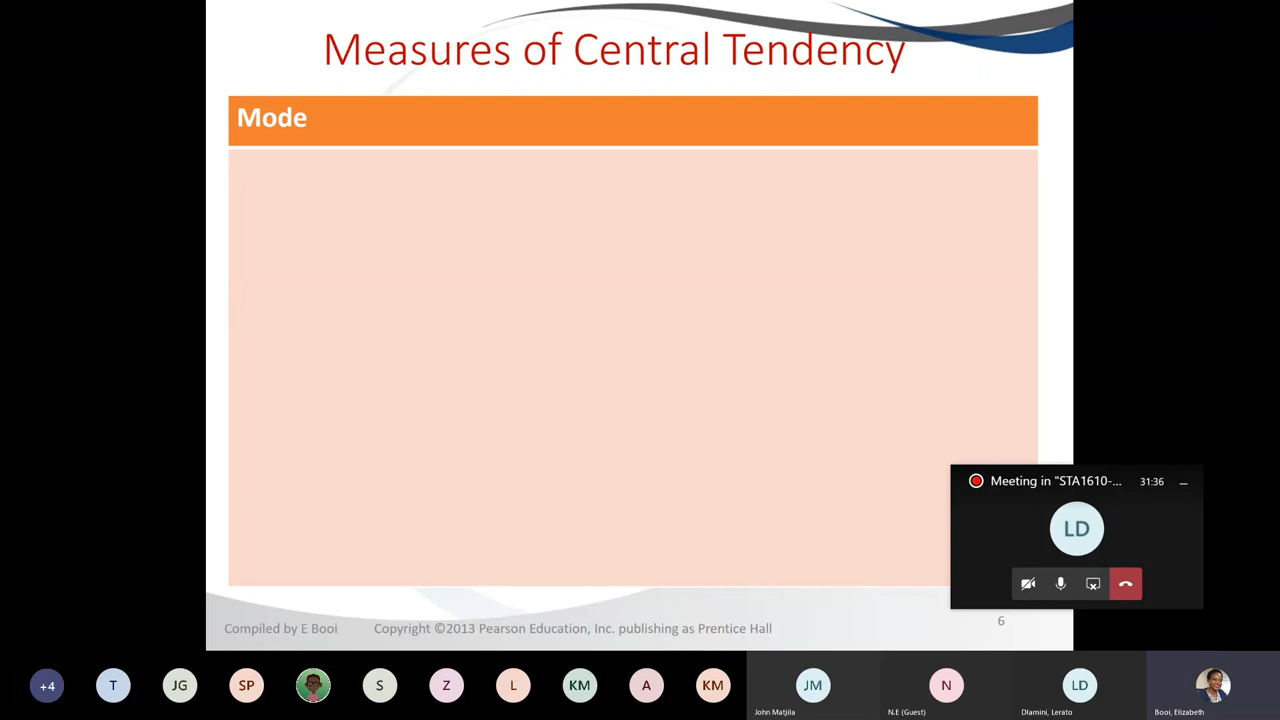 Measures of Central Tendency
Mode
Meeting in "STA1610-...
31:36
LD
Compiled by E Booi
Copyright ©2013 Pearson Education, Inc. publishing as Prentice Hall
6
+4
T
JG
SP
S
Z
L
KM
A
KM
JM
N
LD
John Matjila
N.E (Guest)
Dlamini, Lerato
Booi, Elizabeth